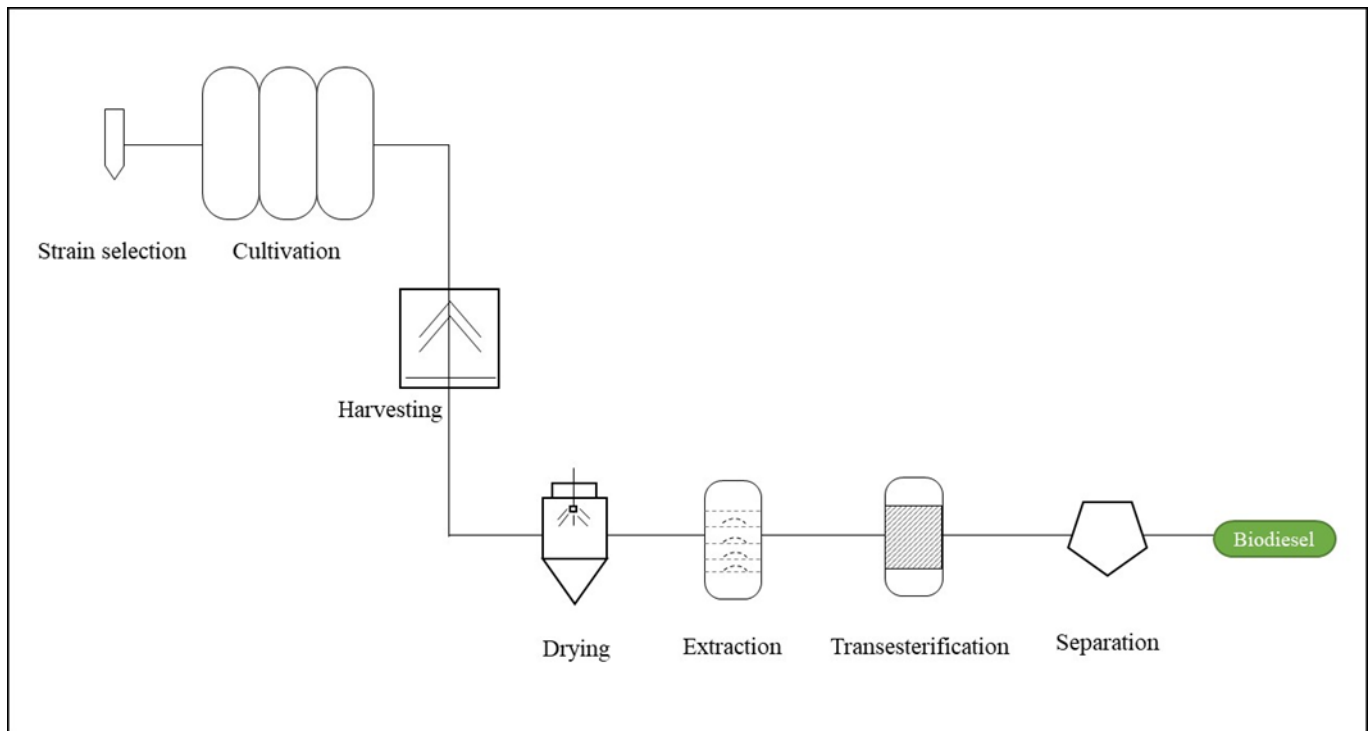 Strain selection
Cultivation
Harvesting
Drying
Extraction
Transesterification
Separation
Biodiesel